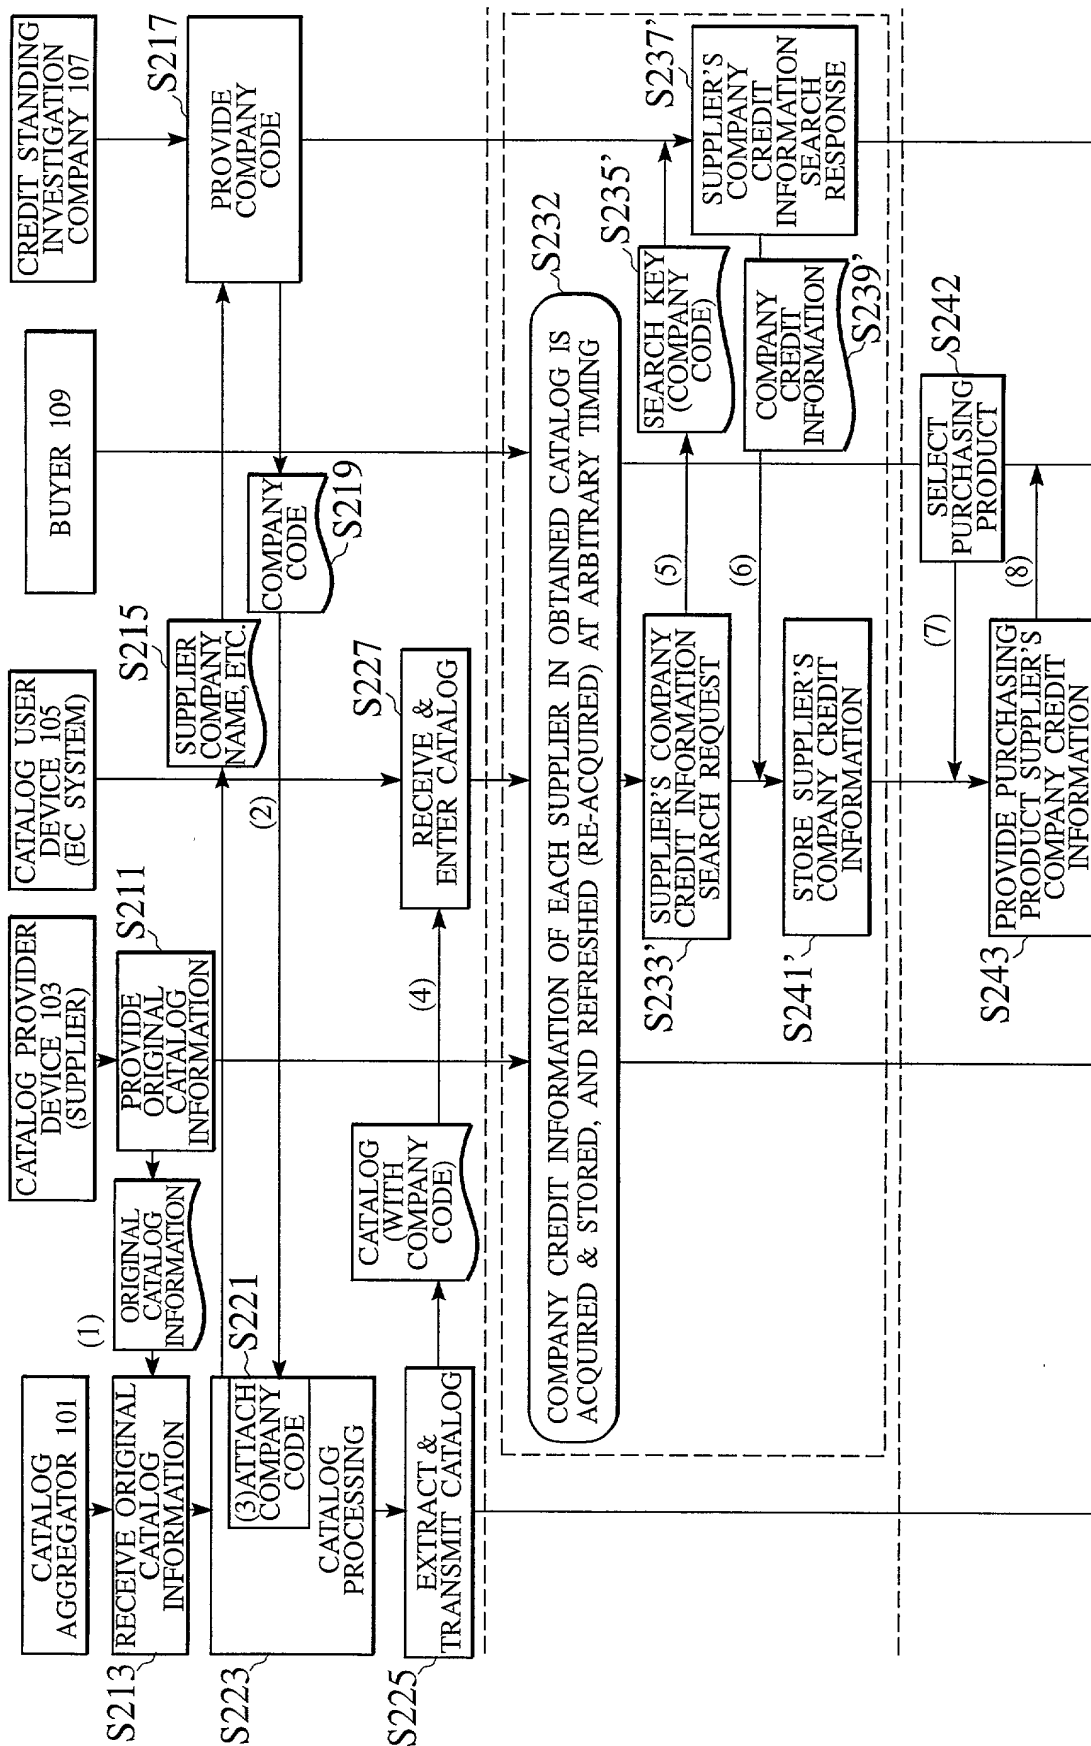 CATALOG
AGGREGATOR 101
CATALOG PROVIDER
DEVICE 103
(SUPPLIER)
CATALOG USER
DEVICE 105
(EC SYSTEM)
BUYER 109
CREDIT STANDING
INVESTIGATION
COMPANY 107
S213
RECEIVE ORIGINAL
CATALOG
INFORMATION
(1)
ORIGINAL
CATALOG
INFORMATION
PROVIDE
ORIGINAL
CATALOG
INFORMATION
S211
S215
SUPPLIER
COMPANY
NAME, ETC.
S217
PROVIDE
COMPANY
CODE
S223
(3)ATTACH
COMPANY
CODE
S221
CATALOG
PROCESSING
(2)
COMPANY
CODE
S219
S225
EXTRACT &
TRANSMIT CATALOG
CATALOG
(WITH
COMPANY
CODE)
(4)
RECEIVE &
ENTER CATALOG
S227
S232
COMPANY CREDIT INFORMATION OF EACH SUPPLIER IN OBTAINED CATALOG IS
ACQUIRED & STORED, AND REFRESHED (RE-ACQUIRED) AT ARBITRARY TIMING
S233'
SUPPLIER'S COMPANY
CREDIT INFORMATION
SEARCH REQUEST
(5)
SEARCH KEY
(COMPANY
CODE)
S235'
S237'
SUPPLIER'S
COMPANY
CREDIT
INFORMATION
SEARCH
RESPONSE
(6)
COMPANY
CREDIT
INFORMATION
S239'
S241'
STORE SUPPLIER'S
COMPANY CREDIT
INFORMATION
(7)
SELECT
PURCHASING
PRODUCT
S242
S243
PROVIDE PURCHASING
PRODUCT SUPPLIER'S
COMPANY CREDIT
INFORMATION
(8)